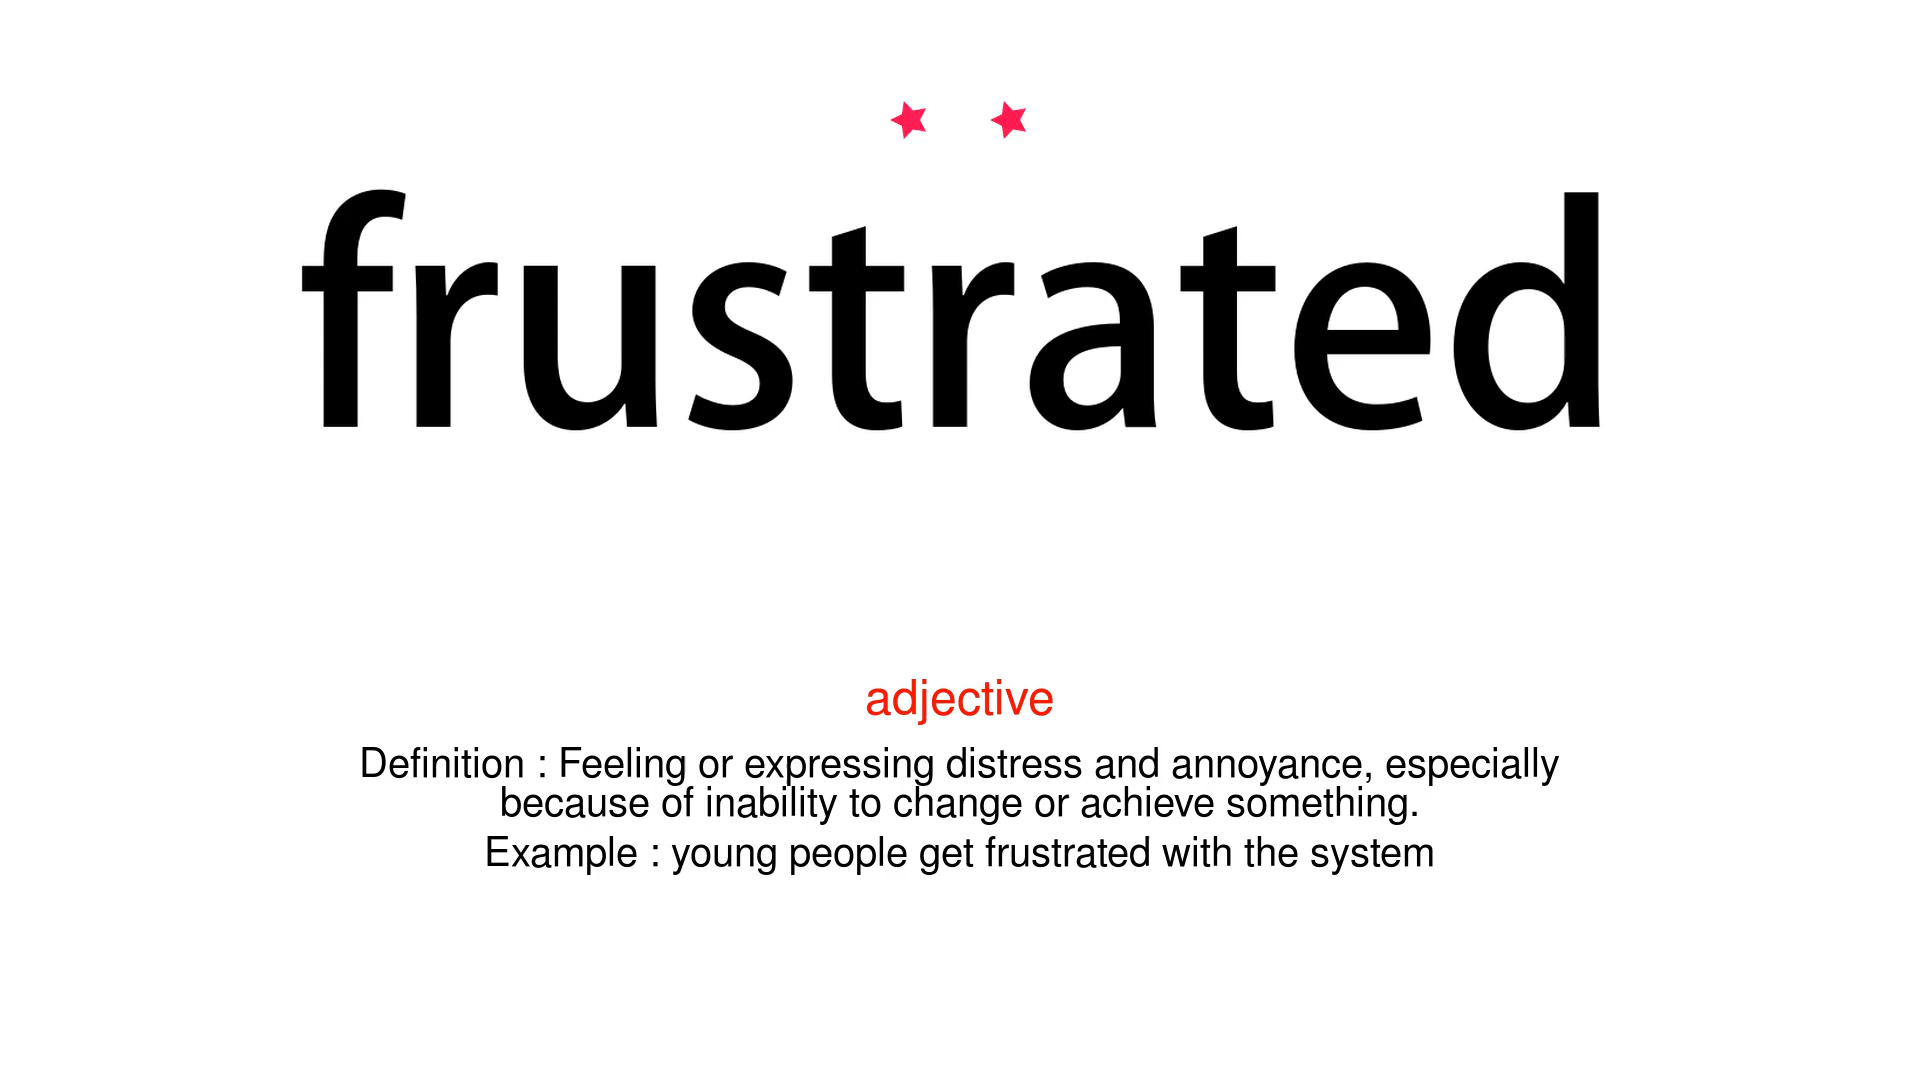 frustrated
adjective
Definition : Feeling or expressing distress and annoyance, especially
because of inability to change or achieve something.
Example : young people get frustrated with the system